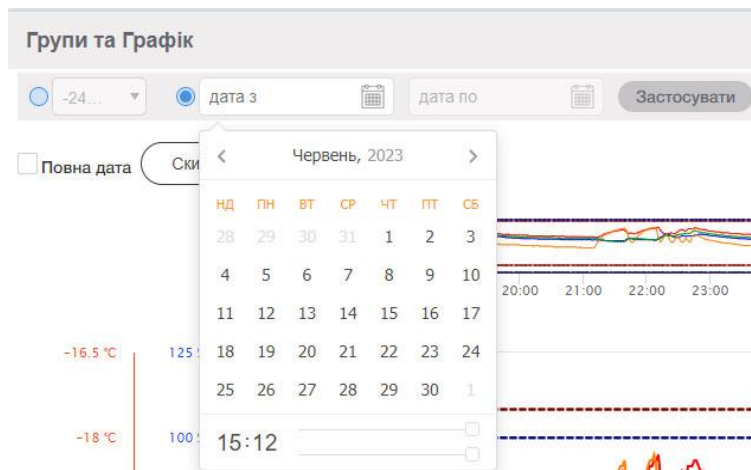 Групи та Графік
-24... дата з дата по Застосувати
Повна дата Ски
Червень, 2023
НД ПН ВТ СР ЧТ ПТ СБ
28 29 30 31 1 2 3
4 5 6 7 8 9 10
20:00 21:00 22:00 23:00
11 12 13 14 15 16 17
-16.5 °C 125 18 19 20 21 22 23 24
25 26 27 28 29 30 1
-18 °C 100 15:12